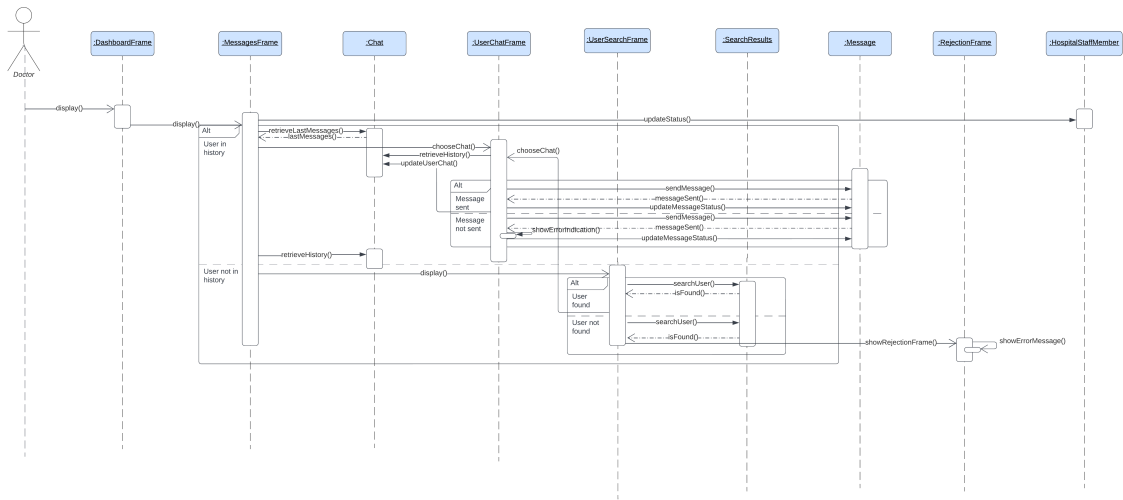 :DashboardFrame
:MessagesFrame
:Chat
:UserChatFrame
:UserSearchFrame
:SearchResults
:Message
:RejectionFrame
:HospitalStaffMember
Doctor
display()
updateStatus()
display()
Alt
retrieveLastMessages()
lastMessages()
User in
history
chooseChat()
chooseChat()
retrieveHistory()
updateUserChat()
Alt
sendMessage()
Message
sent
messageSent()
updateMessageStatus()
Message
not sent
sendMessage()
messageSent()
showErrorIndication()
updateMessageStatus()
retrieveHistory()
User not in
history
display()
Alt
searchUser()
User
found
isFound()
User not
found
searchUser()
isFound()
showRejectionFrame()
showErrorMessage()